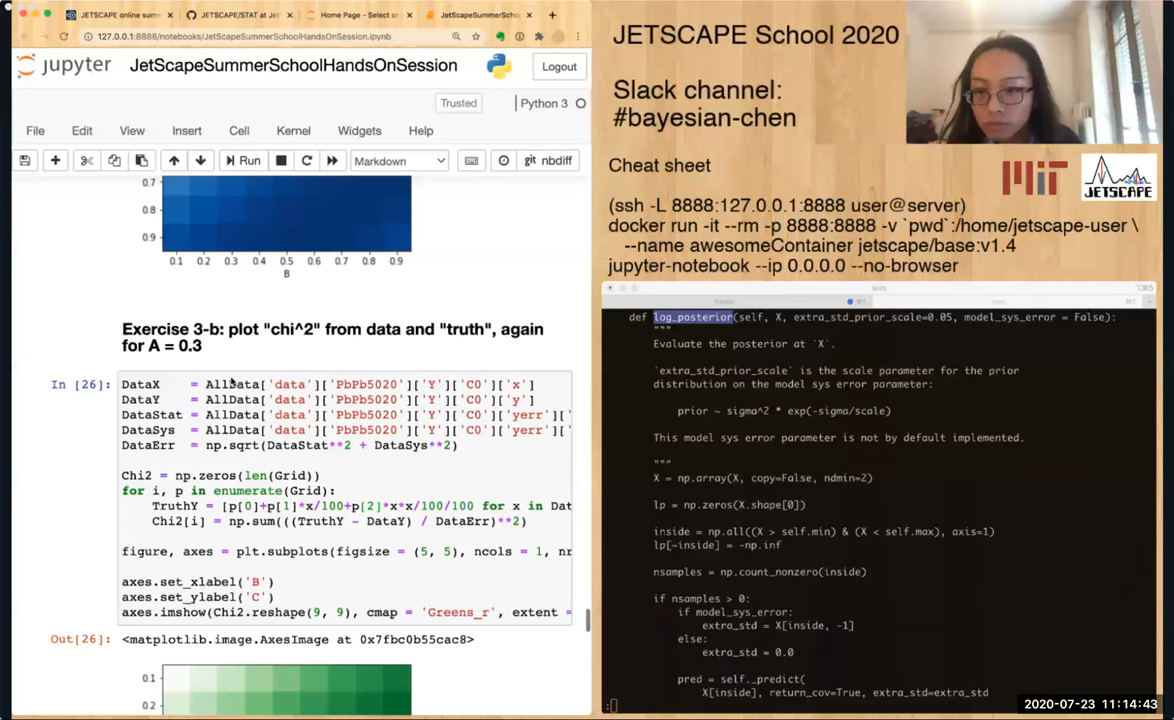 JETSCAPE online sum
JETSCAPE/STAT at Jet
Home Page - Select or
JetScapeSummerScho
127.0.0.1:8888/notebooks/JetScapeSummerSchoolHandsOnSession.ipynb
jupyter JetScapeSummerSchoolHandsOnSession
Logout
Trusted
Python 3
File Edit View Insert Cell Kernel Widgets Help
Run Markdown git nbdiff
0.7
0.8
0.9
0.1 0.2 0.3 0.4 0.5 0.6 0.7 0.8 0.9
B
Exercise 3-b: plot "chi^2" from data and "truth", again
for A = 0.3
In [26]:
DataX = AllData['data']['PbPb5020']['Y']['C0']['x']
DataY = AllData['data']['PbPb5020']['Y']['C0']['y']
DataStat = AllData['data']['PbPb5020']['Y']['C0']['yerr']['
DataSys = AllData['data']['PbPb5020']['Y']['C0']['yerr']['
DataErr = np.sqrt(DataStat**2 + DataSys**2)
Chi2 = np.zeros(len(Grid))
for i, p in enumerate(Grid):
TruthY = [p[0]+p[1]*x/100+p[2]*x*x/100/100 for x in Dat
Chi2[i] = np.sum(((TruthY - DataY) / DataErr)**2)
figure, axes = plt.subplots(figsize = (5, 5), ncols = 1, nr
axes.set_xlabel('B')
axes.set_ylabel('C')
axes.imshow(Chi2.reshape(9, 9), cmap = 'Greens_r', extent =
Out[26]: <matplotlib.image.AxesImage at 0x7fbc0b55cac8>
0.1
0.2
JETSCAPE School 2020
Slack channel:
#bayesian-chen
Cheat sheet
MIT
JETSCAPE
(ssh -L 8888:127.0.0.1:8888 user@server)
docker run -it --rm -p 8888:8888 -v `pwd`:/home/jetscape-user \
--name awesomeContainer jetscape/base:v1.4
jupyter-notebook --ip 0.0.0.0 --no-browser
less
def log_posterior(self, X, extra_std_prior_scale=0.05, model_sys_error = False):
"""
Evaluate the posterior at `X`.
`extra_std_prior_scale` is the scale parameter for the prior
distribution on the model sys error parameter:
prior ~ sigma^2 * exp(-sigma/scale)
This model sys error parameter is not by default implemented.
"""
X = np.array(X, copy=False, ndmin=2)
lp = np.zeros(X.shape[0])
inside = np.all((X > self.min) & (X < self.max), axis=1)
lp[~inside] = -np.inf
nsamples = np.count_nonzero(inside)
if nsamples > 0:
if model_sys_error:
extra_std = X[inside, -1]
else:
extra_std = 0.0
pred = self._predict(
X[inside], return_cov=True, extra_std=extra_std
:
2020-07-23 11:14:43